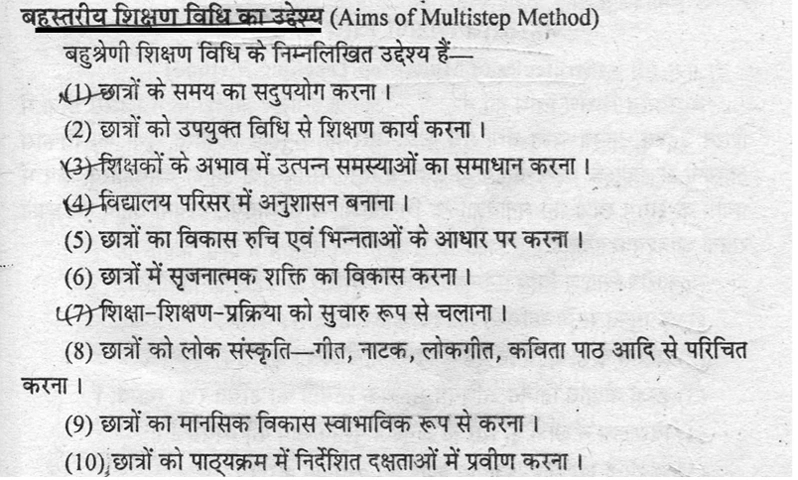 बहुस्तरीय शिक्षण विधि का उद्देश्य (Aims of Multistep Method)
बहुश्रेणी शिक्षण विधि के निम्नलिखित उद्देश्य हैं—
(1) छात्रों के समय का सदुपयोग करना।
(2) छात्रों को उपयुक्त विधि से शिक्षण कार्य करना।
(3) शिक्षकों के अभाव में उत्पन्न समस्याओं का समाधान करना।
(4) विद्यालय परिसर में अनुशासन बनाना।
(5) छात्रों का विकास रुचि एवं भिन्नताओं के आधार पर करना।
(6) छात्रों में सृजनात्मक शक्ति का विकास करना।
(7) शिक्षा-शिक्षण-प्रक्रिया को सुचारु रूप से चलाना।
(8) छात्रों को लोक संस्कृति—गीत, नाटक, लोकगीत, कविता पाठ आदि से परिचित
करना।
(9) छात्रों का मानसिक विकास स्वाभाविक रूप से करना।
(10) छात्रों को पाठ्यक्रम में निर्देशित दक्षताओं में प्रवीण करना।